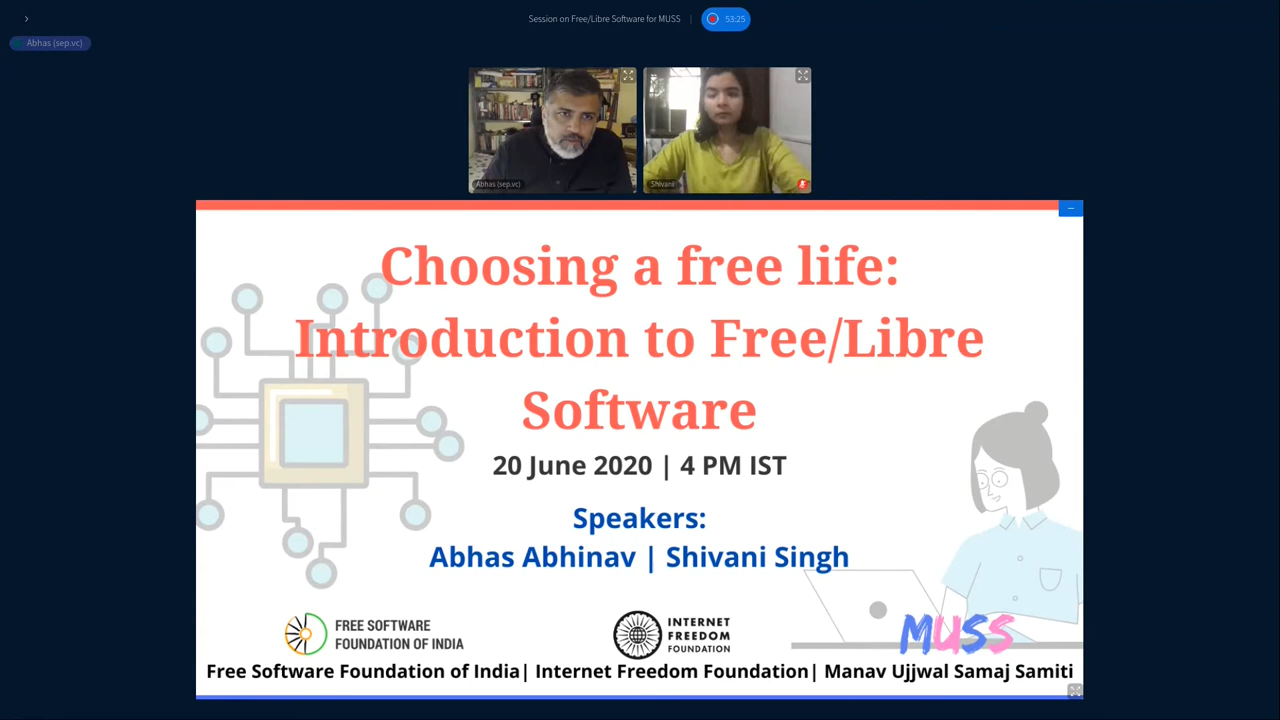 Session on Free/Libre Software for MUSS | 53:25
Abhas (sep.vc)
Abhas (sep.vc)
Shivani
Choosing a free life:
Introduction to Free/Libre
Software
20 June 2020 | 4 PM IST
Speakers:
Abhas Abhinav | Shivani Singh
FREE SOFTWARE
FOUNDATION OF INDIA
INTERNET
FREEDOM
FOUNDATION
MUSS
Free Software Foundation of India| Internet Freedom Foundation| Manav Ujjwal Samaj Samiti